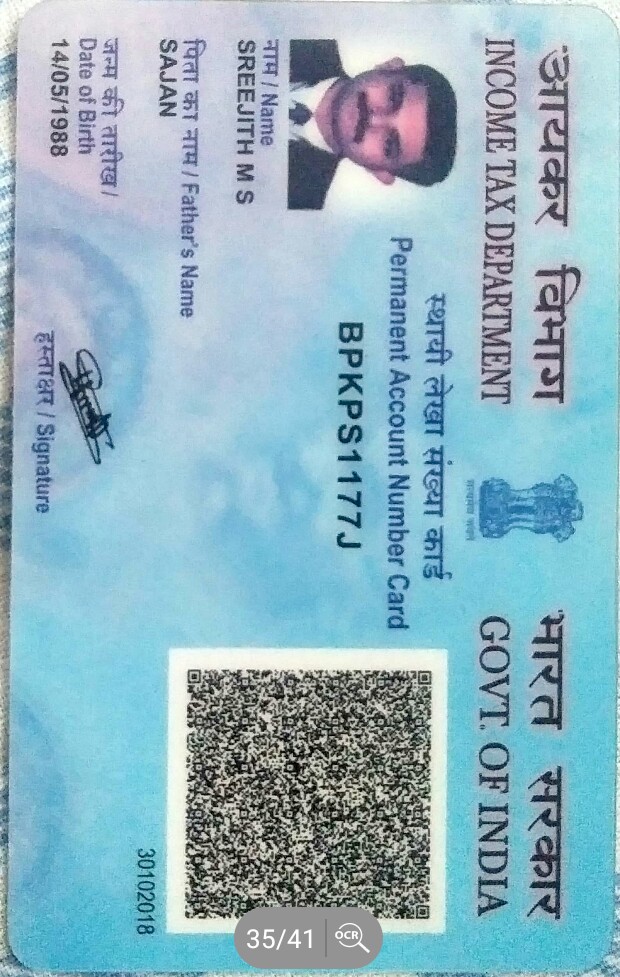 आयकर विभाग
INCOME TAX DEPARTMENT
सत्यमेव जयते
भारत सरकार
GOVT. OF INDIA
स्थायी लेखा संख्या कार्ड
Permanent Account Number Card
BPKPS1177J
नाम / Name
SREEJITH M S
पिता का नाम / Father's Name
SAJAN
जन्म की तारीख /
Date of Birth
14/05/1988
हस्ताक्षर / Signature
30102018
35/41
OCR